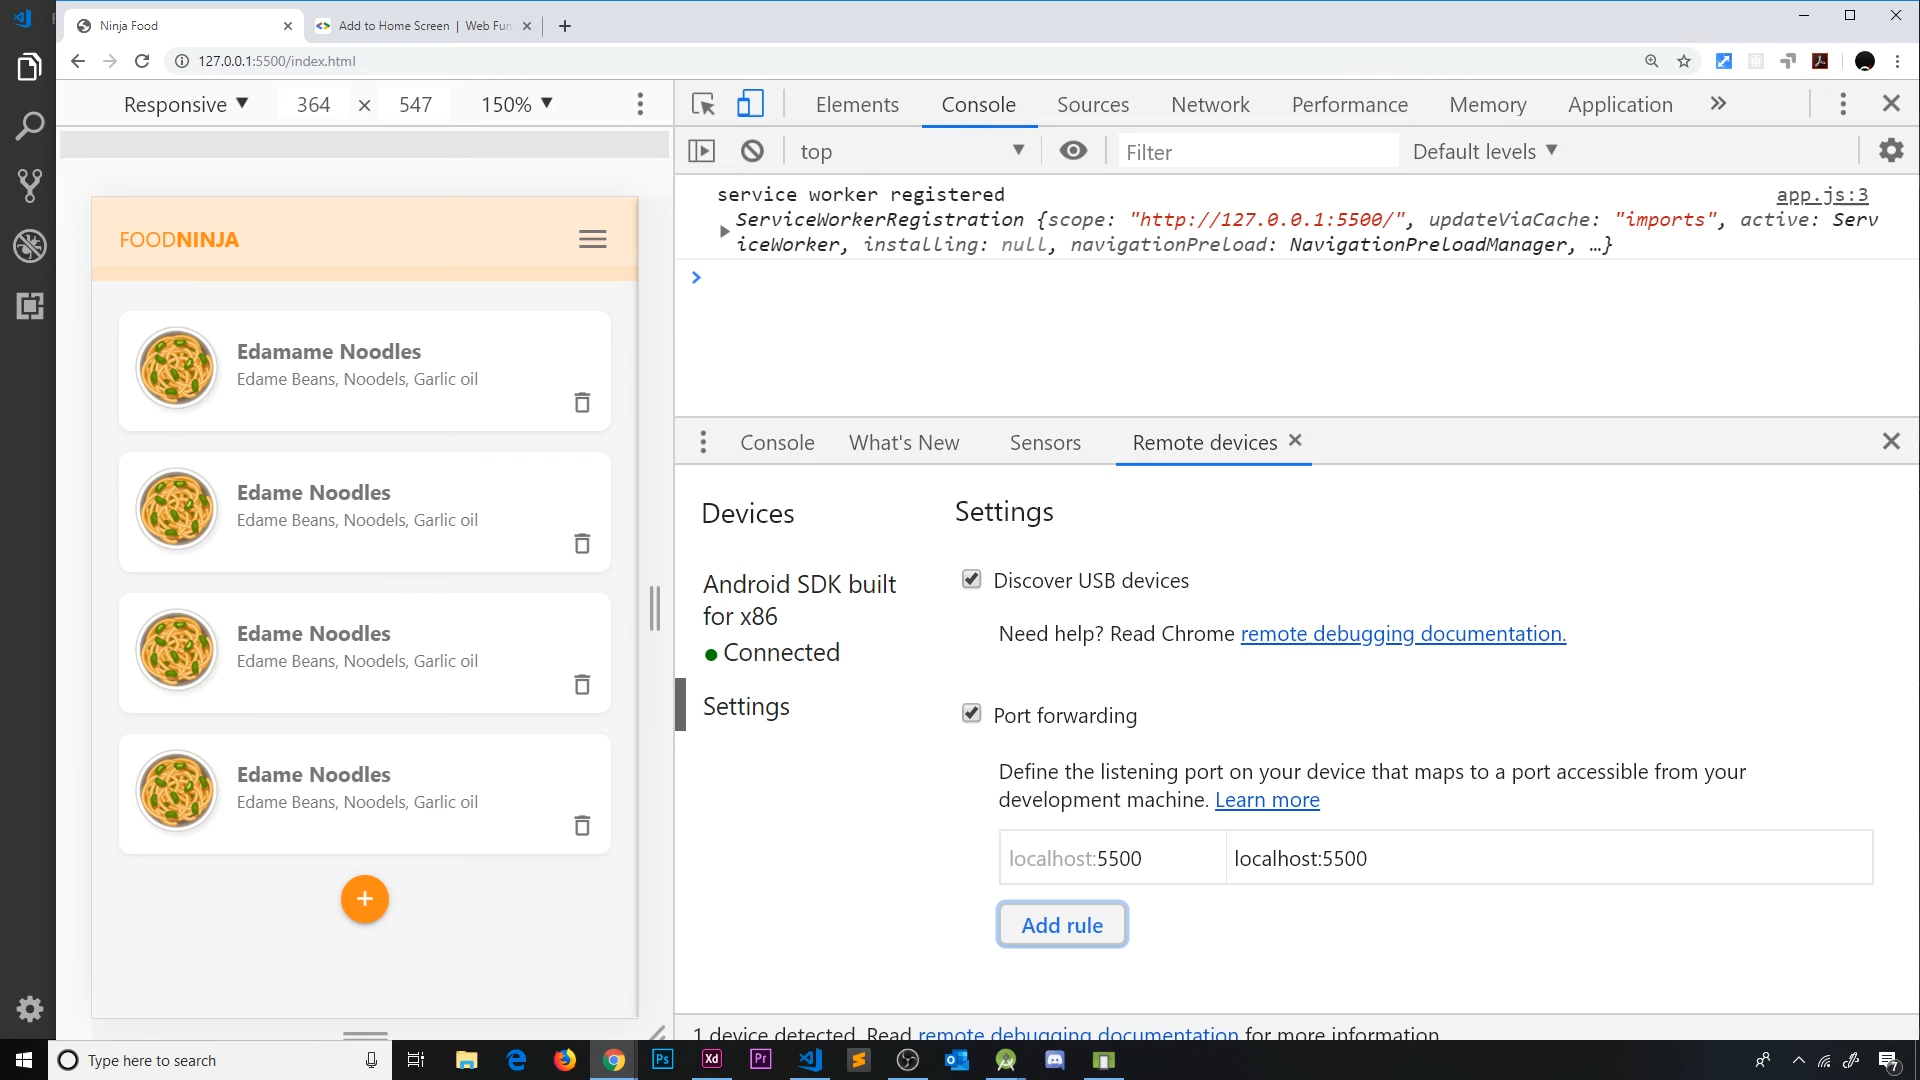 Ninja Food
Add to Home Screen | Web Fun
127.0.0.1:5500/index.html
Responsive ▼ 364 × 547 150% ▼
Elements Console Sources Network Performance Memory Application »
top ▼ Filter Default levels ▼
service worker registered app.js:3
ServiceWorkerRegistration {scope: "http://127.0.0.1:5500/", updateViaCache: "imports", active: Serv
iceWorker, installing: null, navigationPreload: NavigationPreloadManager, …}
FOODNINJA
Edamame Noodles
Edame Beans, Noodels, Garlic oil
Edame Noodles
Edame Beans, Noodels, Garlic oil
Edame Noodles
Edame Beans, Noodels, Garlic oil
Edame Noodles
Edame Beans, Noodels, Garlic oil
+
Console What's New Sensors Remote devices
Devices
Android SDK built
for x86
Connected
Settings
Settings
Discover USB devices
Need help? Read Chrome remote debugging documentation.
Port forwarding
Define the listening port on your device that maps to a port accessible from your
development machine. Learn more
localhost:5500 localhost:5500
Add rule
1 device detected. Read remote debugging documentation for more information.
Type here to search
Ps Xd Pr
7